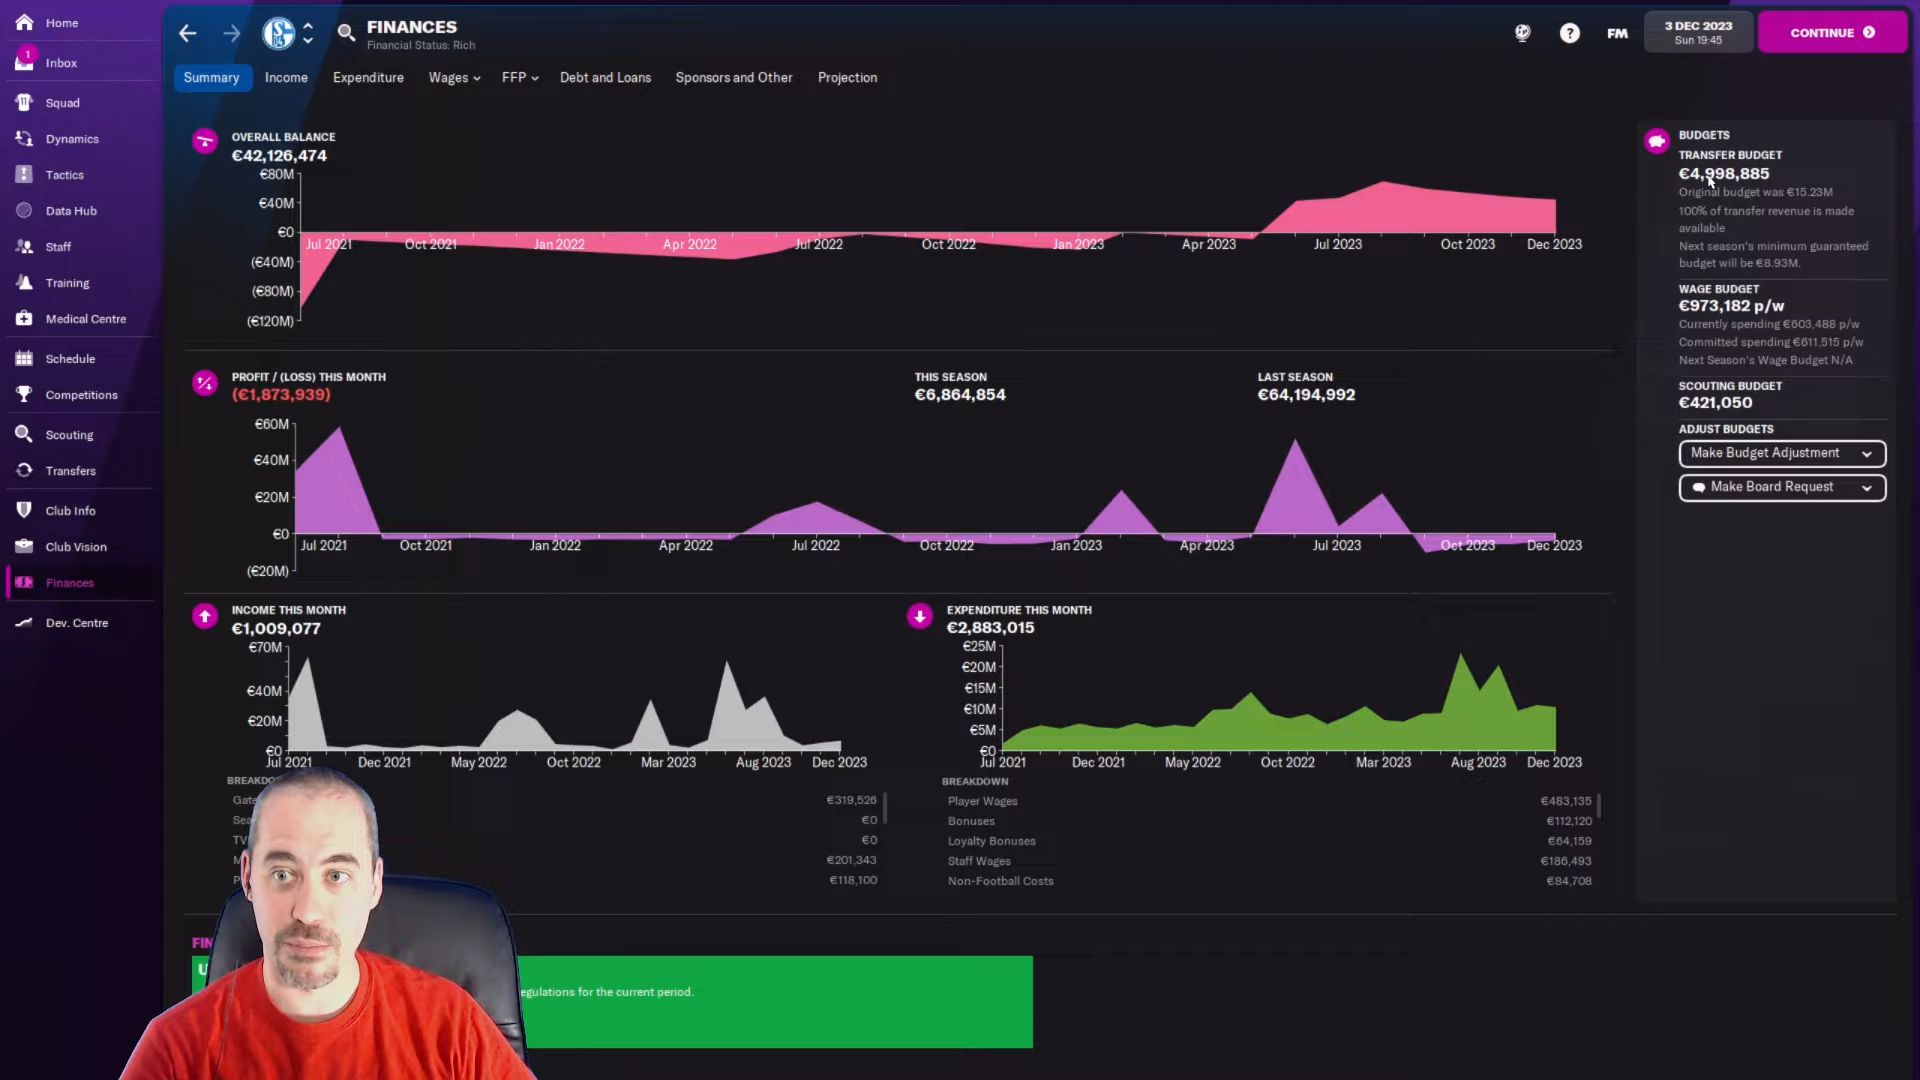 Home
1
Inbox
Squad
Dynamics
Tactics
Data Hub
Staff
Training
Medical Centre
Schedule
Competitions
Scouting
Transfers
Club Info
Club Vision
Finances
Dev. Centre
FINANCES
Financial Status: Rich
FM
3 DEC 2023
Sun 19:45
CONTINUE
Summary
Income
Expenditure
Wages
FFP
Debt and Loans
Sponsors and Other
Projection
OVERALL BALANCE
€42,126,474
€80M
€40M
€0
(€40M)
(€80M)
(€120M)
Jul 2021
Oct 2021
Jan 2022
Apr 2022
Jul 2022
Oct 2022
Jan 2023
Apr 2023
Jul 2023
Oct 2023
Dec 2023
PROFIT / (LOSS) THIS MONTH
(€1,873,939)
THIS SEASON
€6,864,854
LAST SEASON
€64,194,992
€60M
€40M
€20M
€0
(€20M)
Jul 2021
Oct 2021
Jan 2022
Apr 2022
Jul 2022
Oct 2022
Jan 2023
Apr 2023
Jul 2023
Oct 2023
Dec 2023
INCOME THIS MONTH
€1,009,077
€70M
€40M
€20M
€0
Jul 2021
Dec 2021
May 2022
Oct 2022
Mar 2023
Aug 2023
Dec 2023
€319,526
€0
€0
€201,343
€118,100
EXPENDITURE THIS MONTH
€2,883,015
€25M
€20M
€15M
€10M
€5M
€0
Jul 2021
Dec 2021
May 2022
Oct 2022
Mar 2023
Aug 2023
Dec 2023
BREAKDOWN
Player Wages €483,135
Bonuses €112,120
Loyalty Bonuses €64,159
Staff Wages €186,493
Non-Football Costs €84,708
egulations for the current period.
BUDGETS
TRANSFER BUDGET
€4,998,885
Original budget was €15.23M
100% of transfer revenue is made
available
Next season's minimum guaranteed
budget will be €8.93M.
WAGE BUDGET
€973,182 p/w
Currently spending €603,488 p/w
Committed spending €611,515 p/w
Next Season's Wage Budget N/A
SCOUTING BUDGET
€421,050
ADJUST BUDGETS
Make Budget Adjustment
Make Board Request